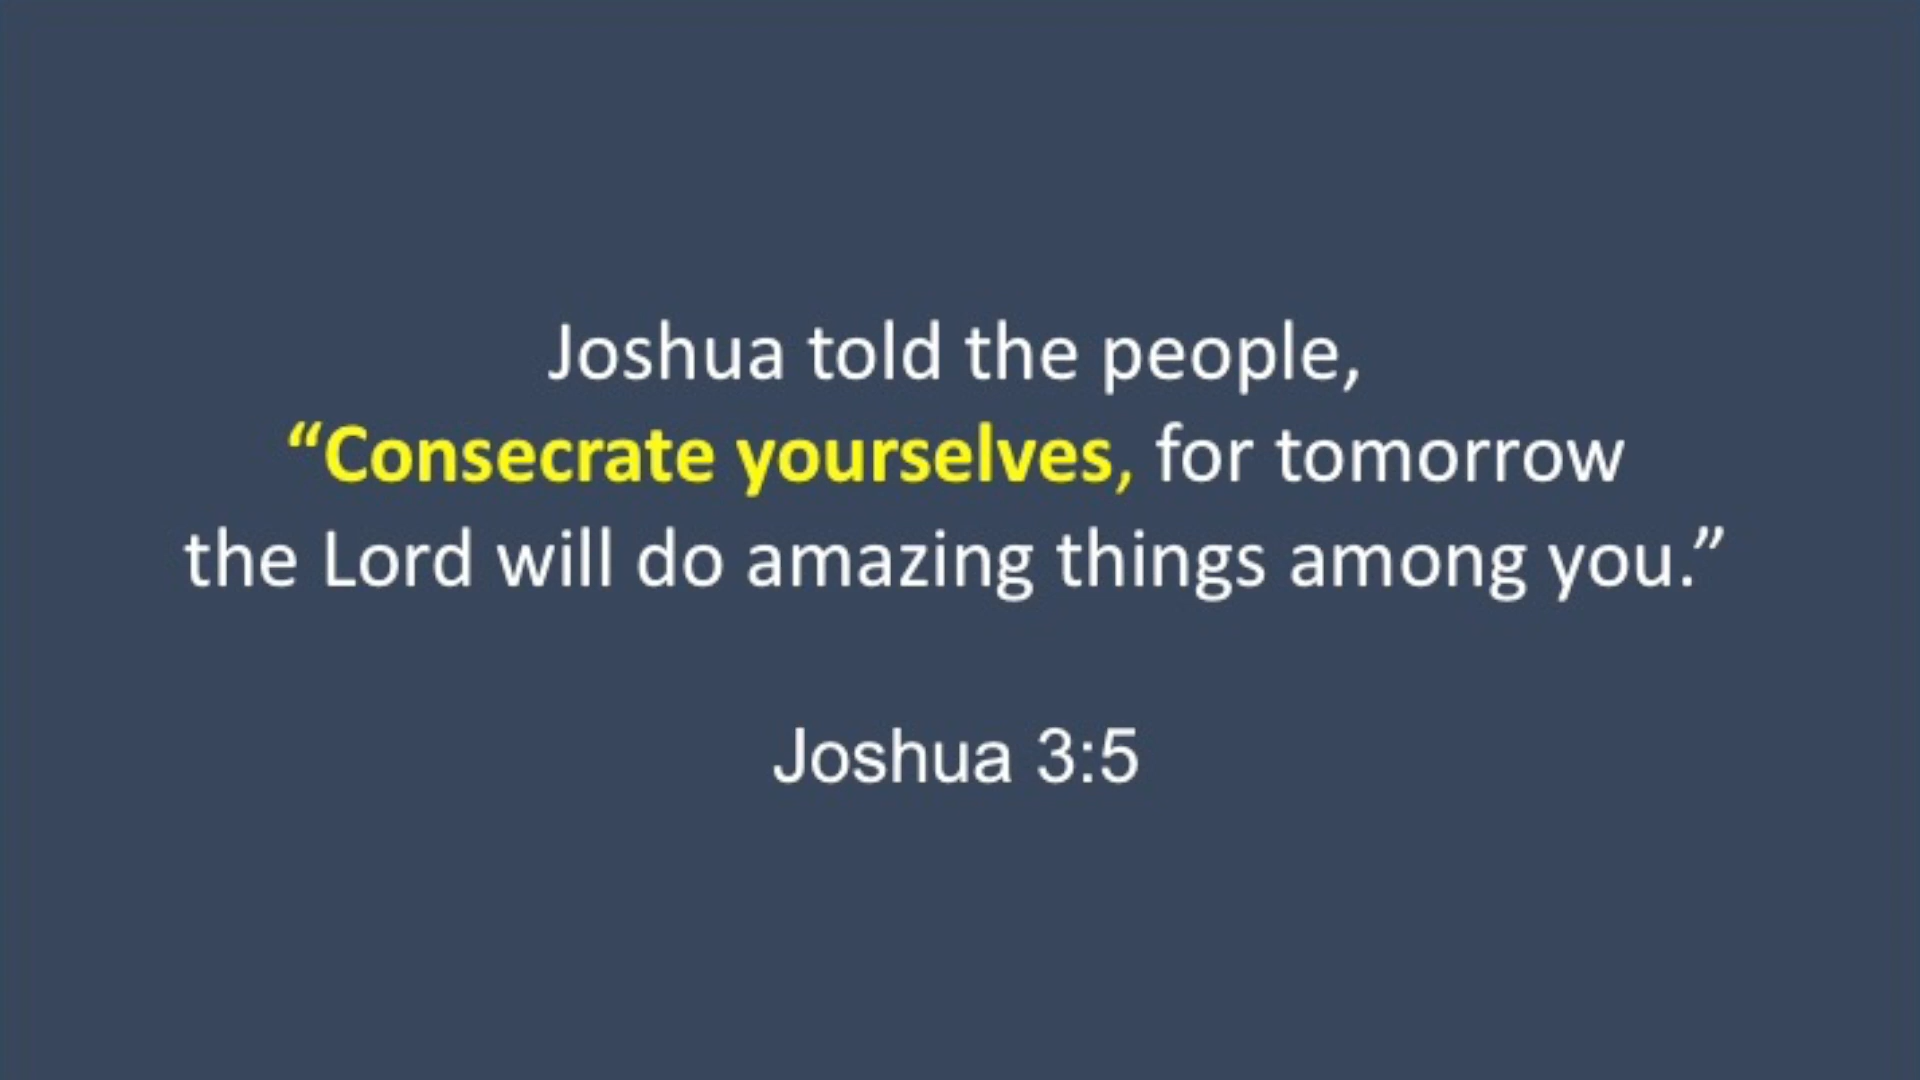 Joshua told the people,
“Consecrate yourselves, for tomorrow
the Lord will do amazing things among you.”
Joshua 3:5